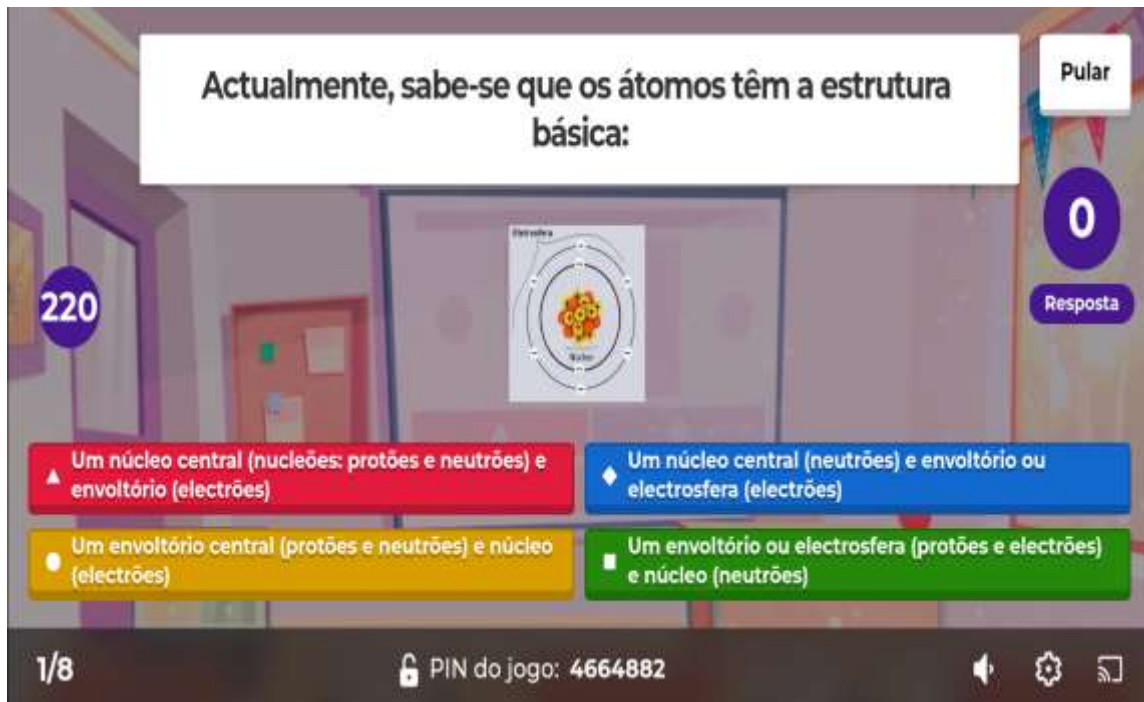 Actualmente, sabe-se que os átomos têm a estrutura
básica:
Pular
0
Resposta
220
Eletrosfera
Núcleo
Um núcleo central (nucleões: protões e neutrões) e
envoltório (electrões)
Um núcleo central (neutrões) e envoltório ou
electrosfera (electrões)
Um envoltório central (protões e neutrões) e núcleo
(electrões)
Um envoltório ou electrosfera (protões e electrões)
e núcleo (neutrões)
1/8
PIN do jogo: 4664882